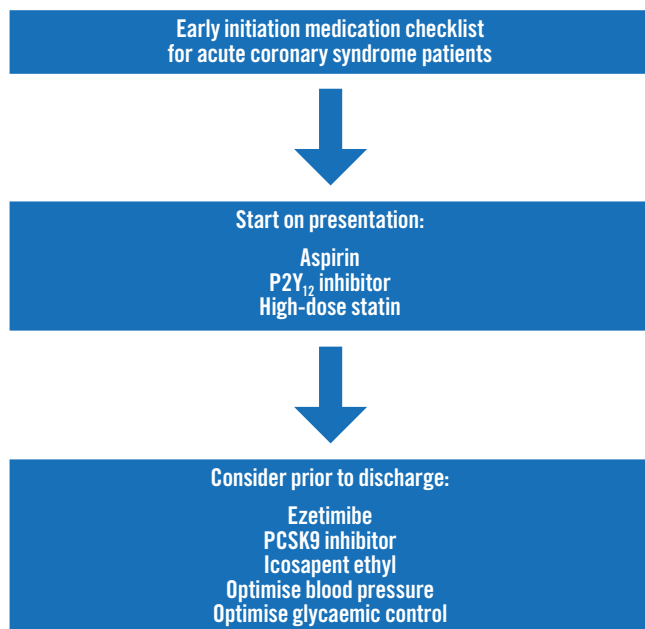 Early initiation medication checklist
for acute coronary syndrome patients
Start on presentation:
Aspirin
P2Y₁₂ inhibitor
High-dose statin
Consider prior to discharge:
Ezetimibe
PCSK9 inhibitor
Icosapent ethyl
Optimise blood pressure
Optimise glycaemic control